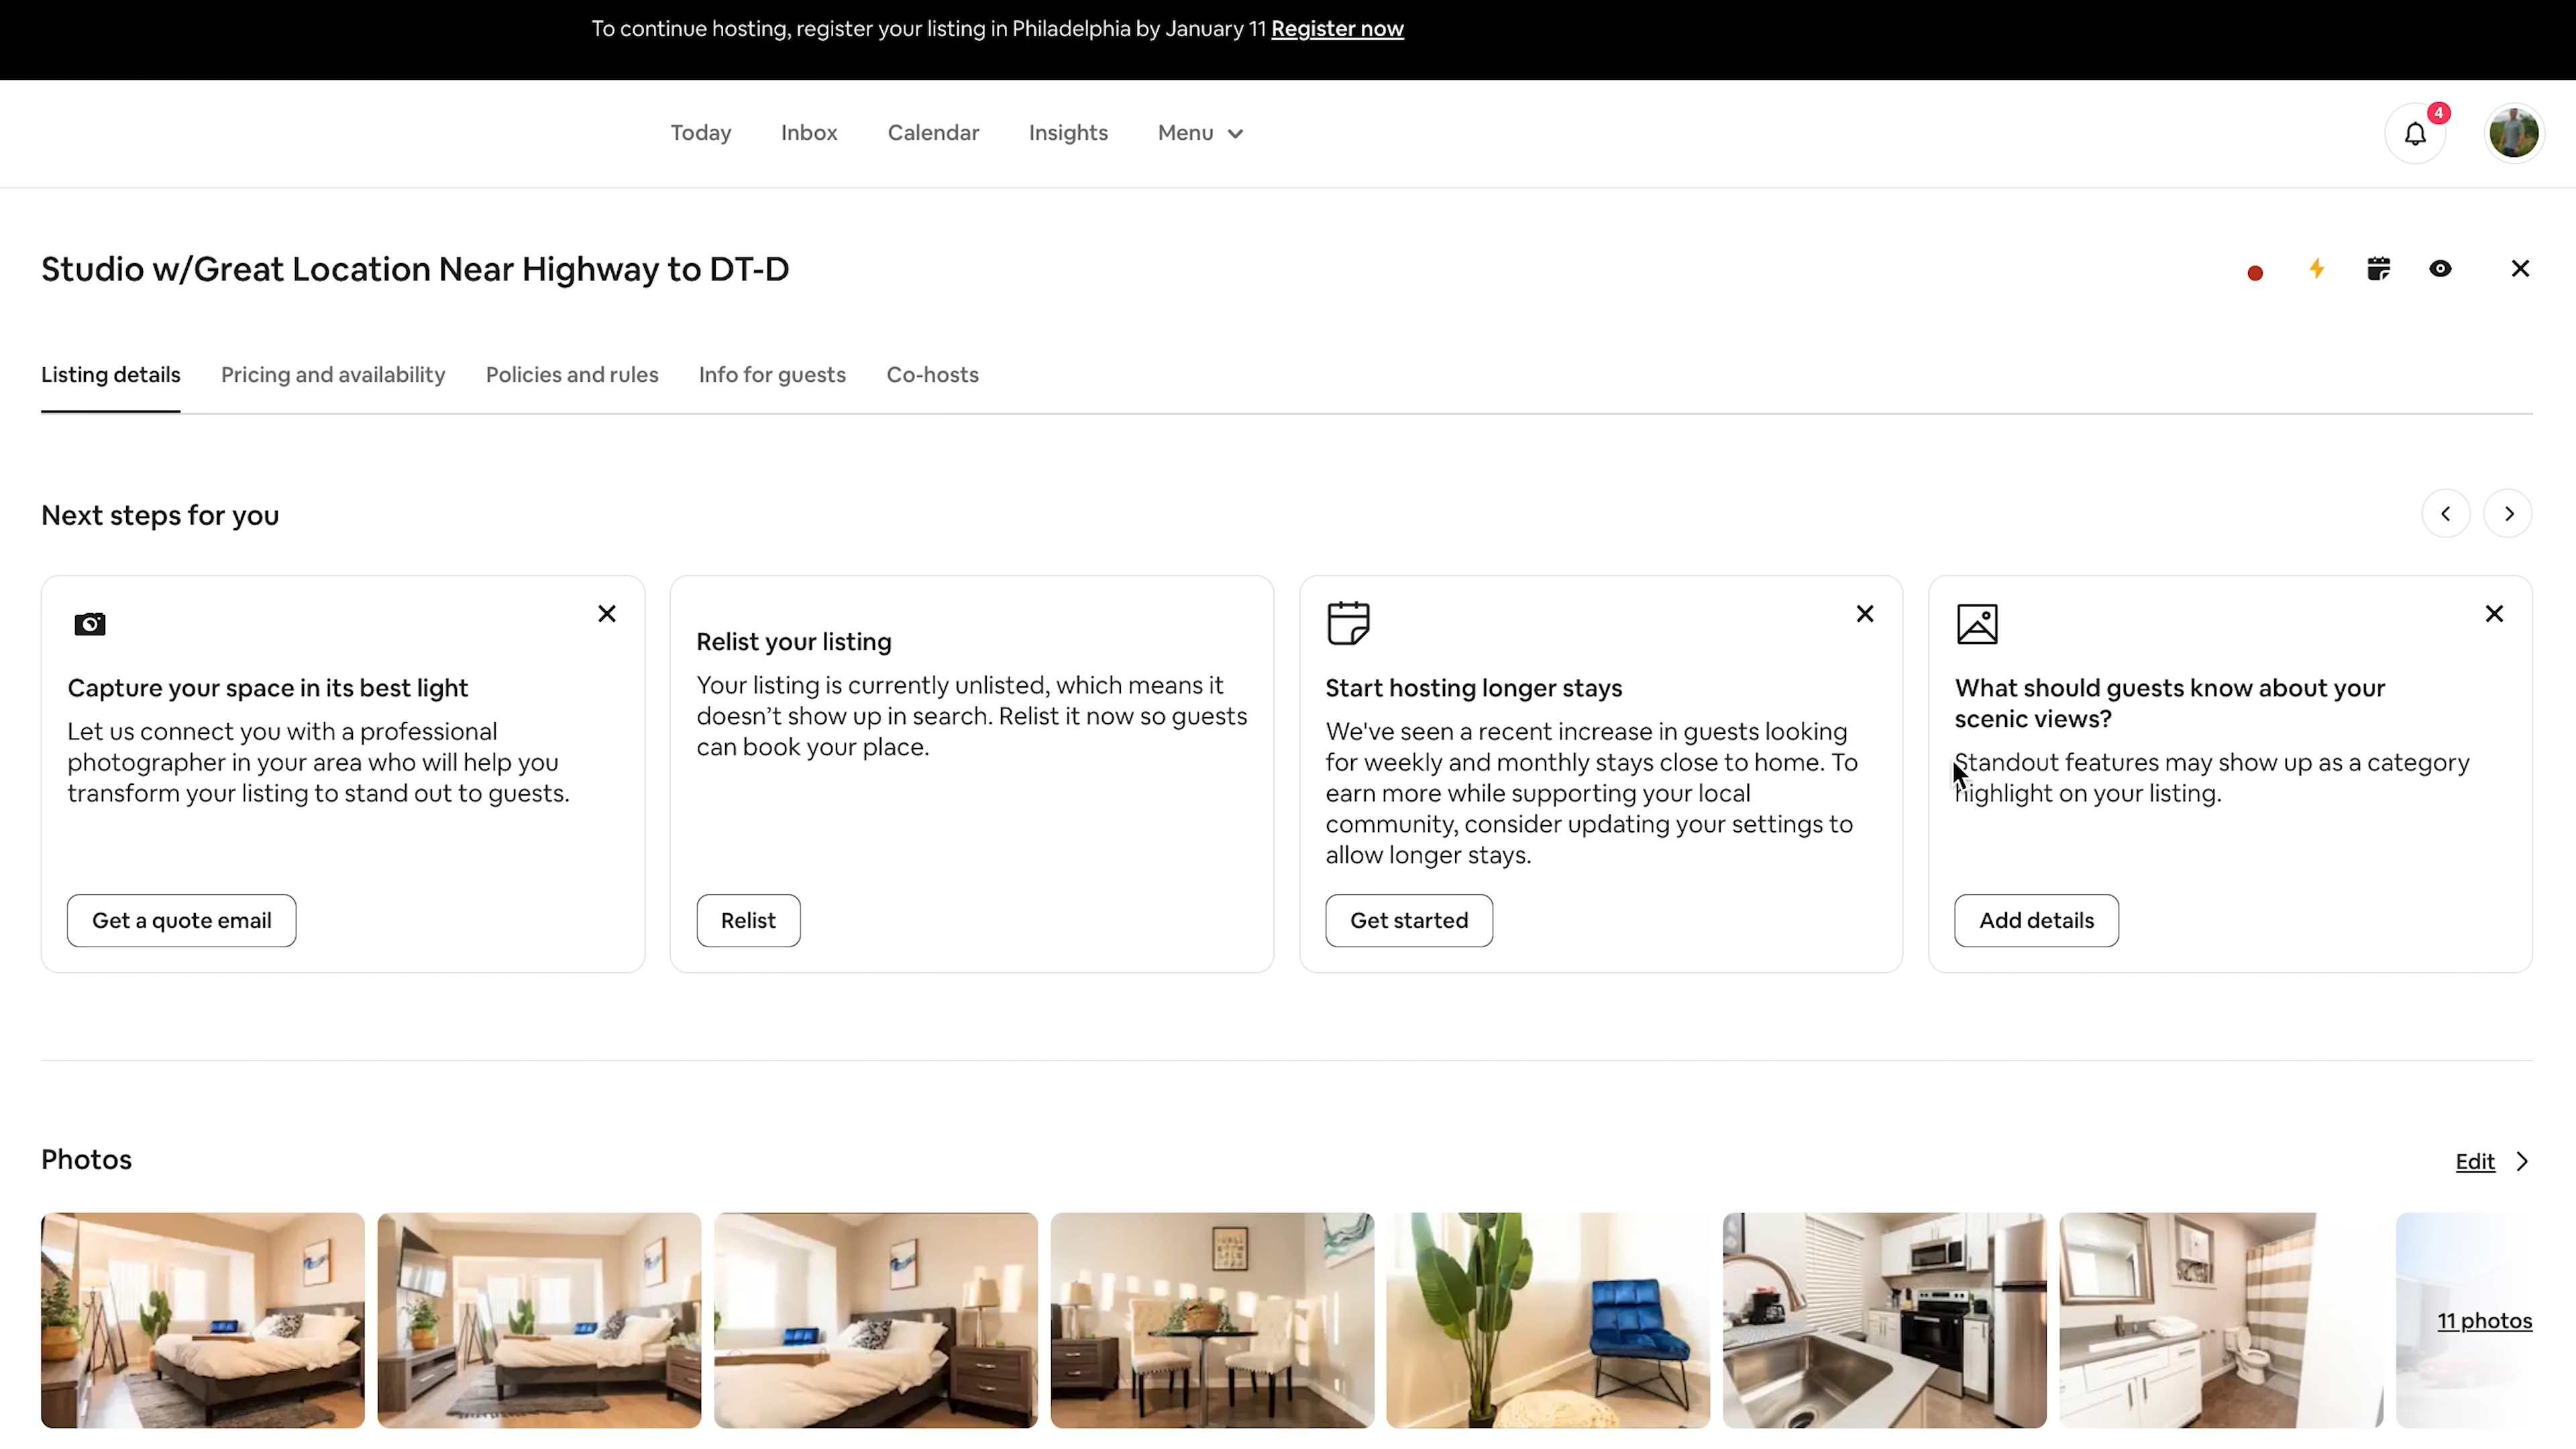 To continue hosting, register your listing in Philadelphia by January 11 Register now
Today Inbox Calendar Insights Menu
4
Studio w/Great Location Near Highway to DT-D
Listing details Pricing and availability Policies and rules Info for guests Co-hosts
Next steps for you
Capture your space in its best light
Let us connect you with a professional
photographer in your area who will help you
transform your listing to stand out to guests.
Get a quote email
Relist your listing
Your listing is currently unlisted, which means it
doesn’t show up in search. Relist it now so guests
can book your place.
Relist
Start hosting longer stays
We've seen a recent increase in guests looking
for weekly and monthly stays close to home. To
earn more while supporting your local
community, consider updating your settings to
allow longer stays.
Get started
What should guests know about your
scenic views?
Standout features may show up as a category
highlight on your listing.
Add details
Photos
Edit
11 photos